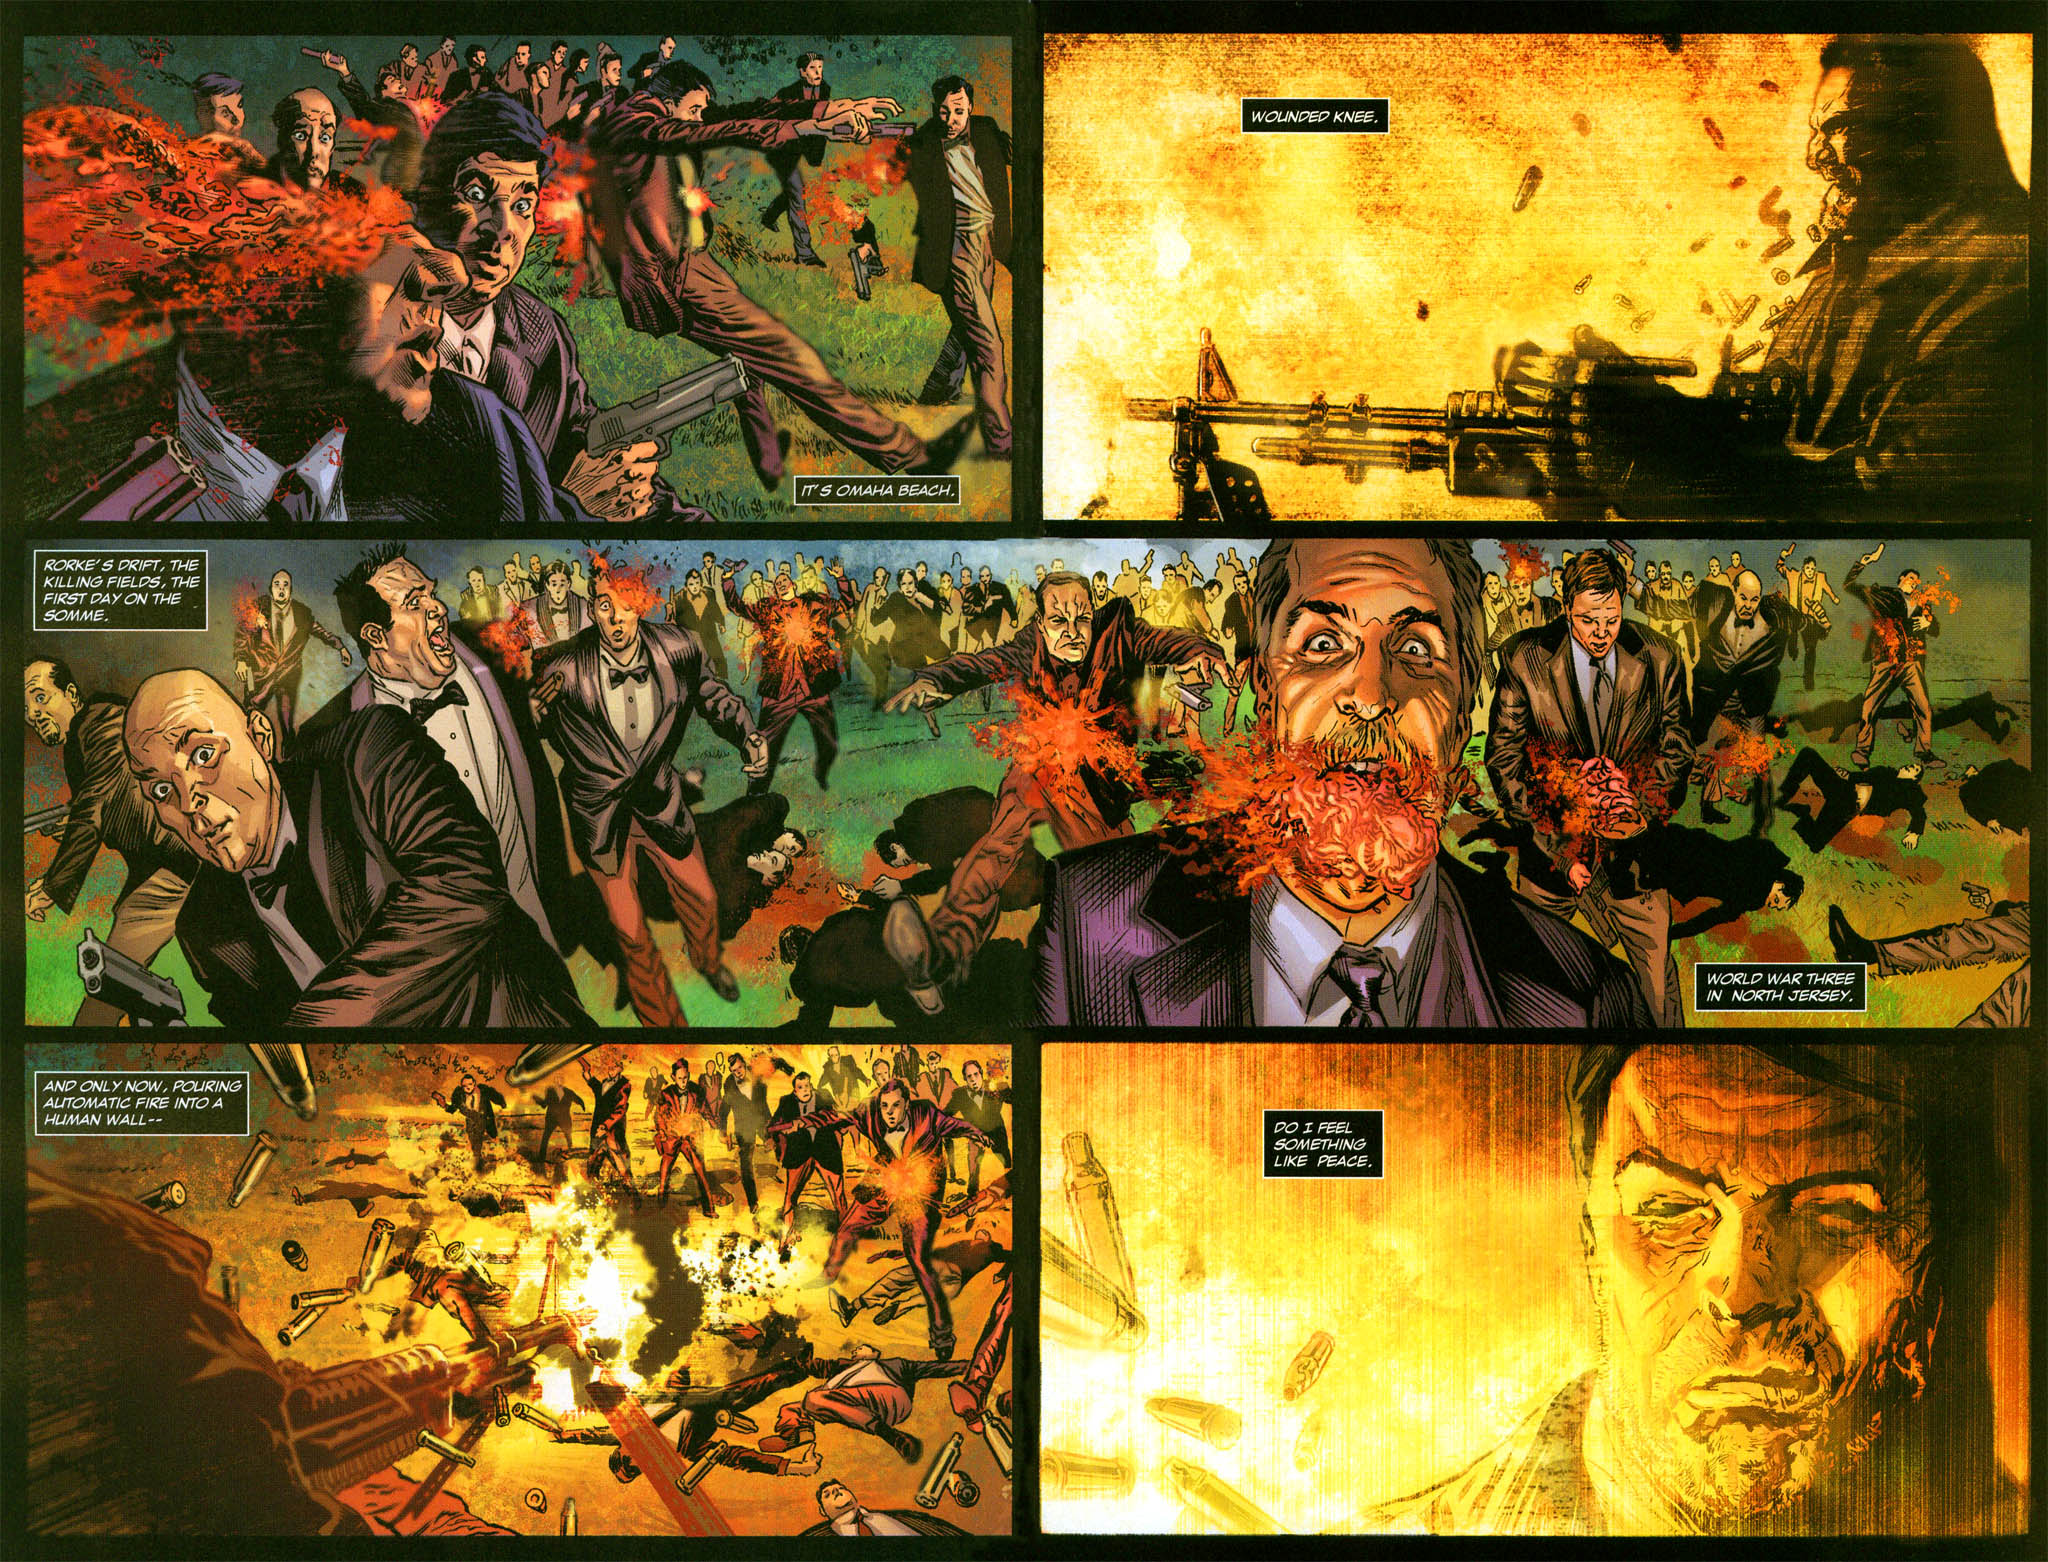 IT'S OMAHA BEACH.
WOUNDED KNEE.
RORKE'S DRIFT, THE
KILLING FIELDS, THE
FIRST DAY ON THE
SOMME.
WORLD WAR THREE
IN NORTH JERSEY.
AND ONLY NOW, POURING
AUTOMATIC FIRE INTO A
HUMAN WALL--
DO I FEEL
SOMETHING
LIKE PEACE.